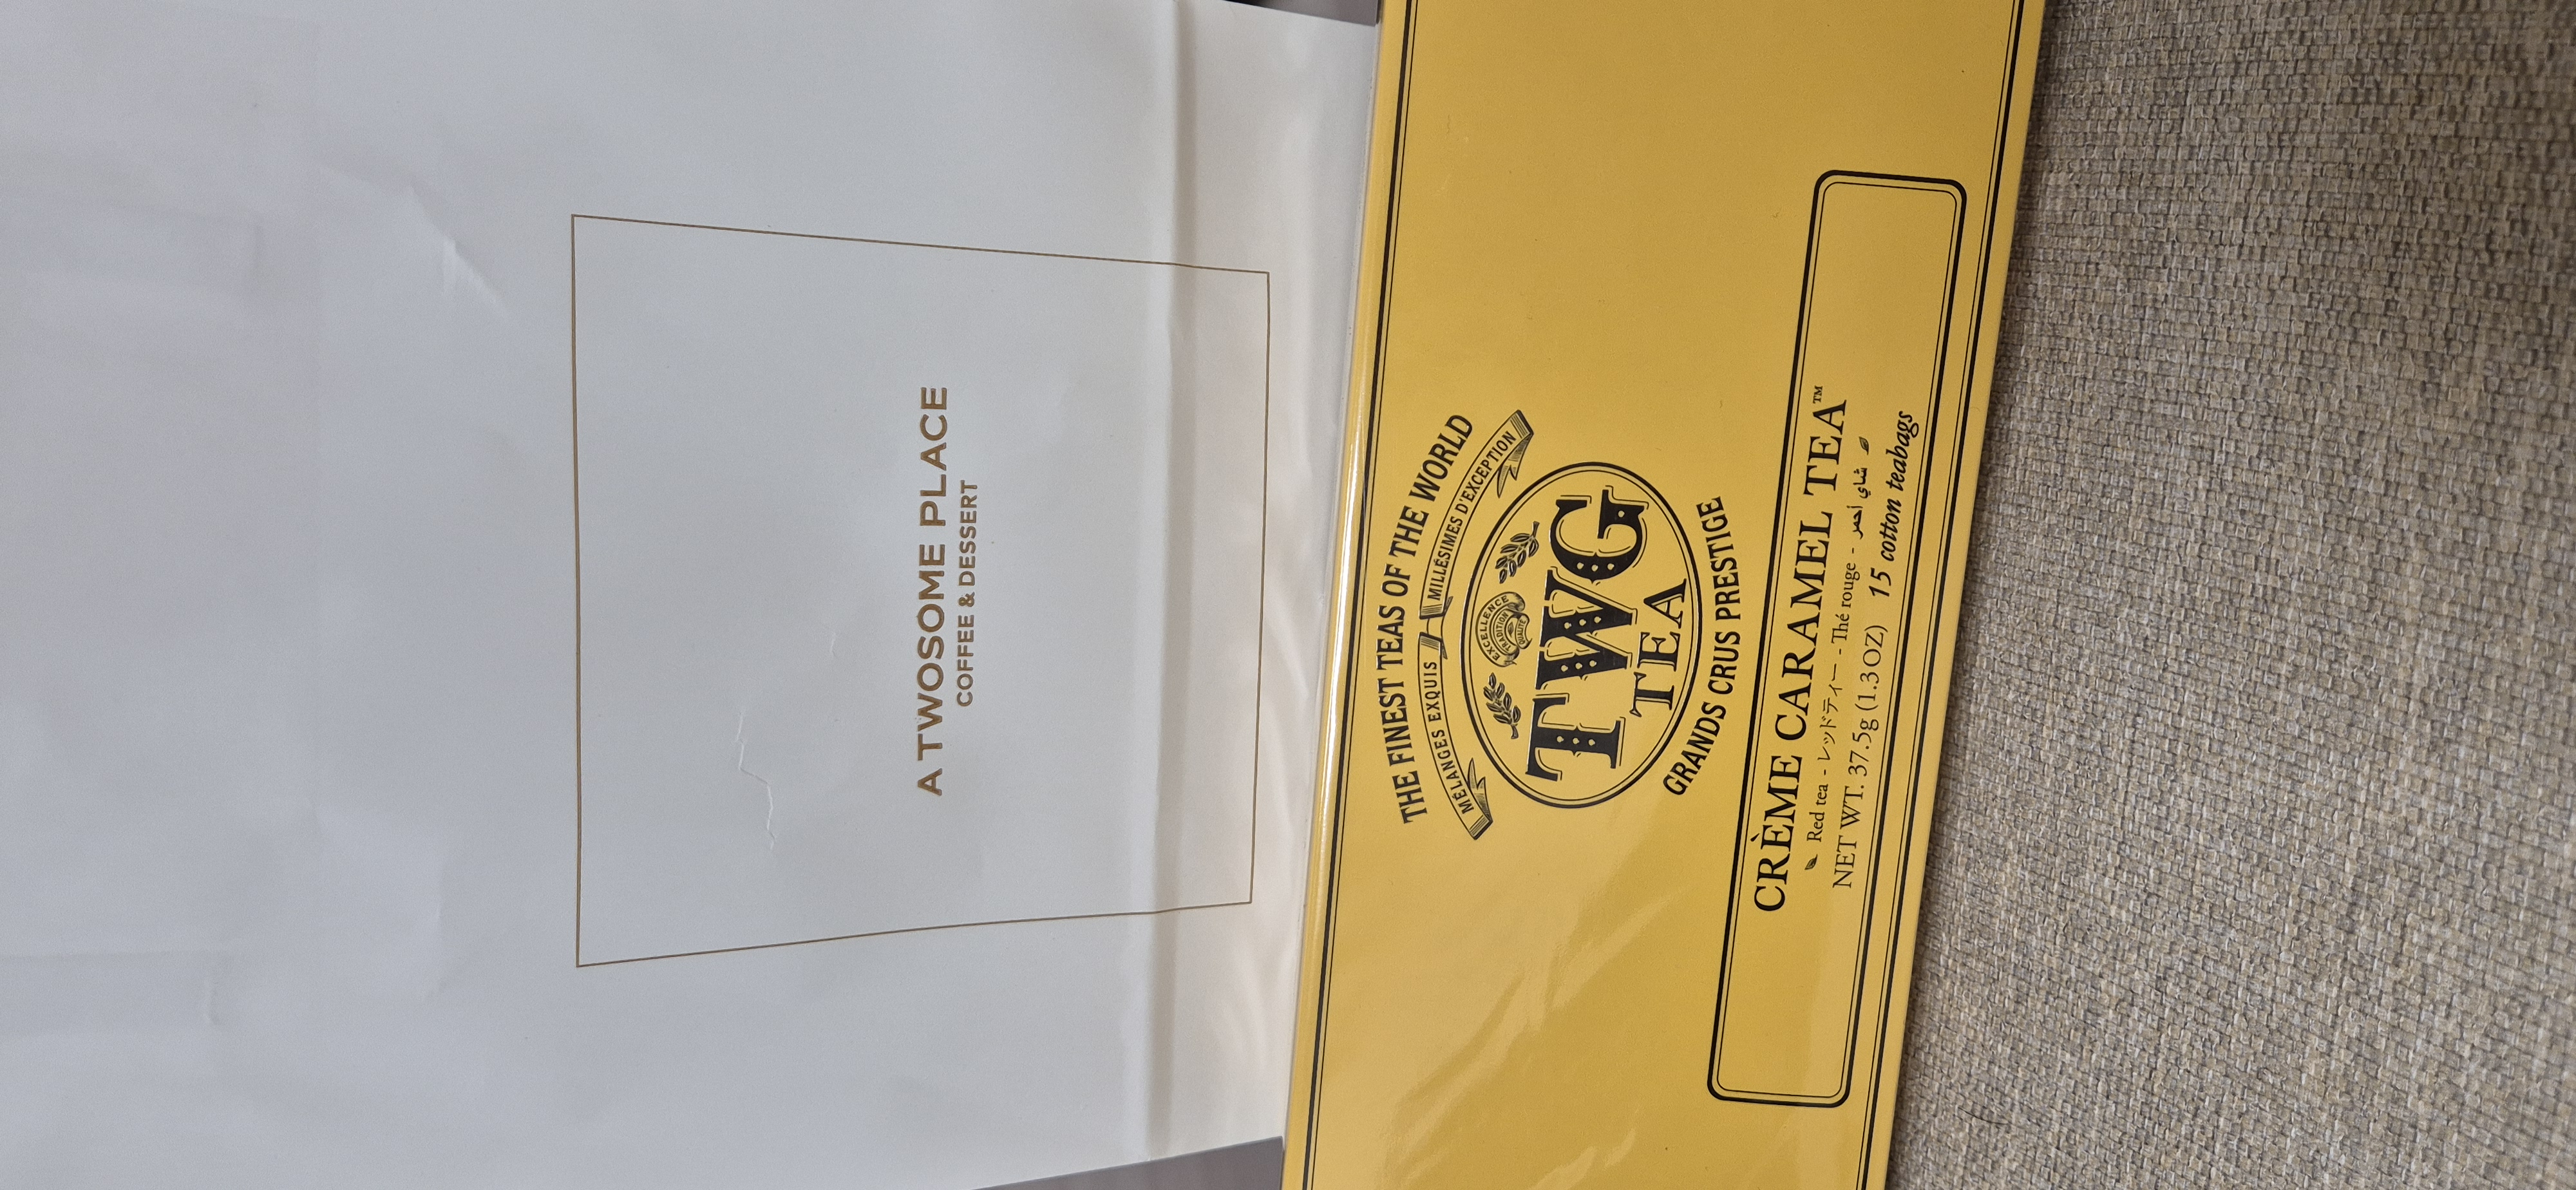 A TWOSOME PLACE
COFFEE & DESSERT
THE FINEST TEAS OF THE WORLD
MÉLANGES EXQUIS MILLÉSIMES D'EXCEPTION
EXCELLENCE
TRADITION
QUALITÉ
TWG
TEA
GRANDS CRUS PRESTIGE
CRÈME CARAMEL TEA™
Red tea - レッドティー - Thé rouge - شاي أحمر
NET WT. 37.5g (1.3 OZ) 15 cotton teabags